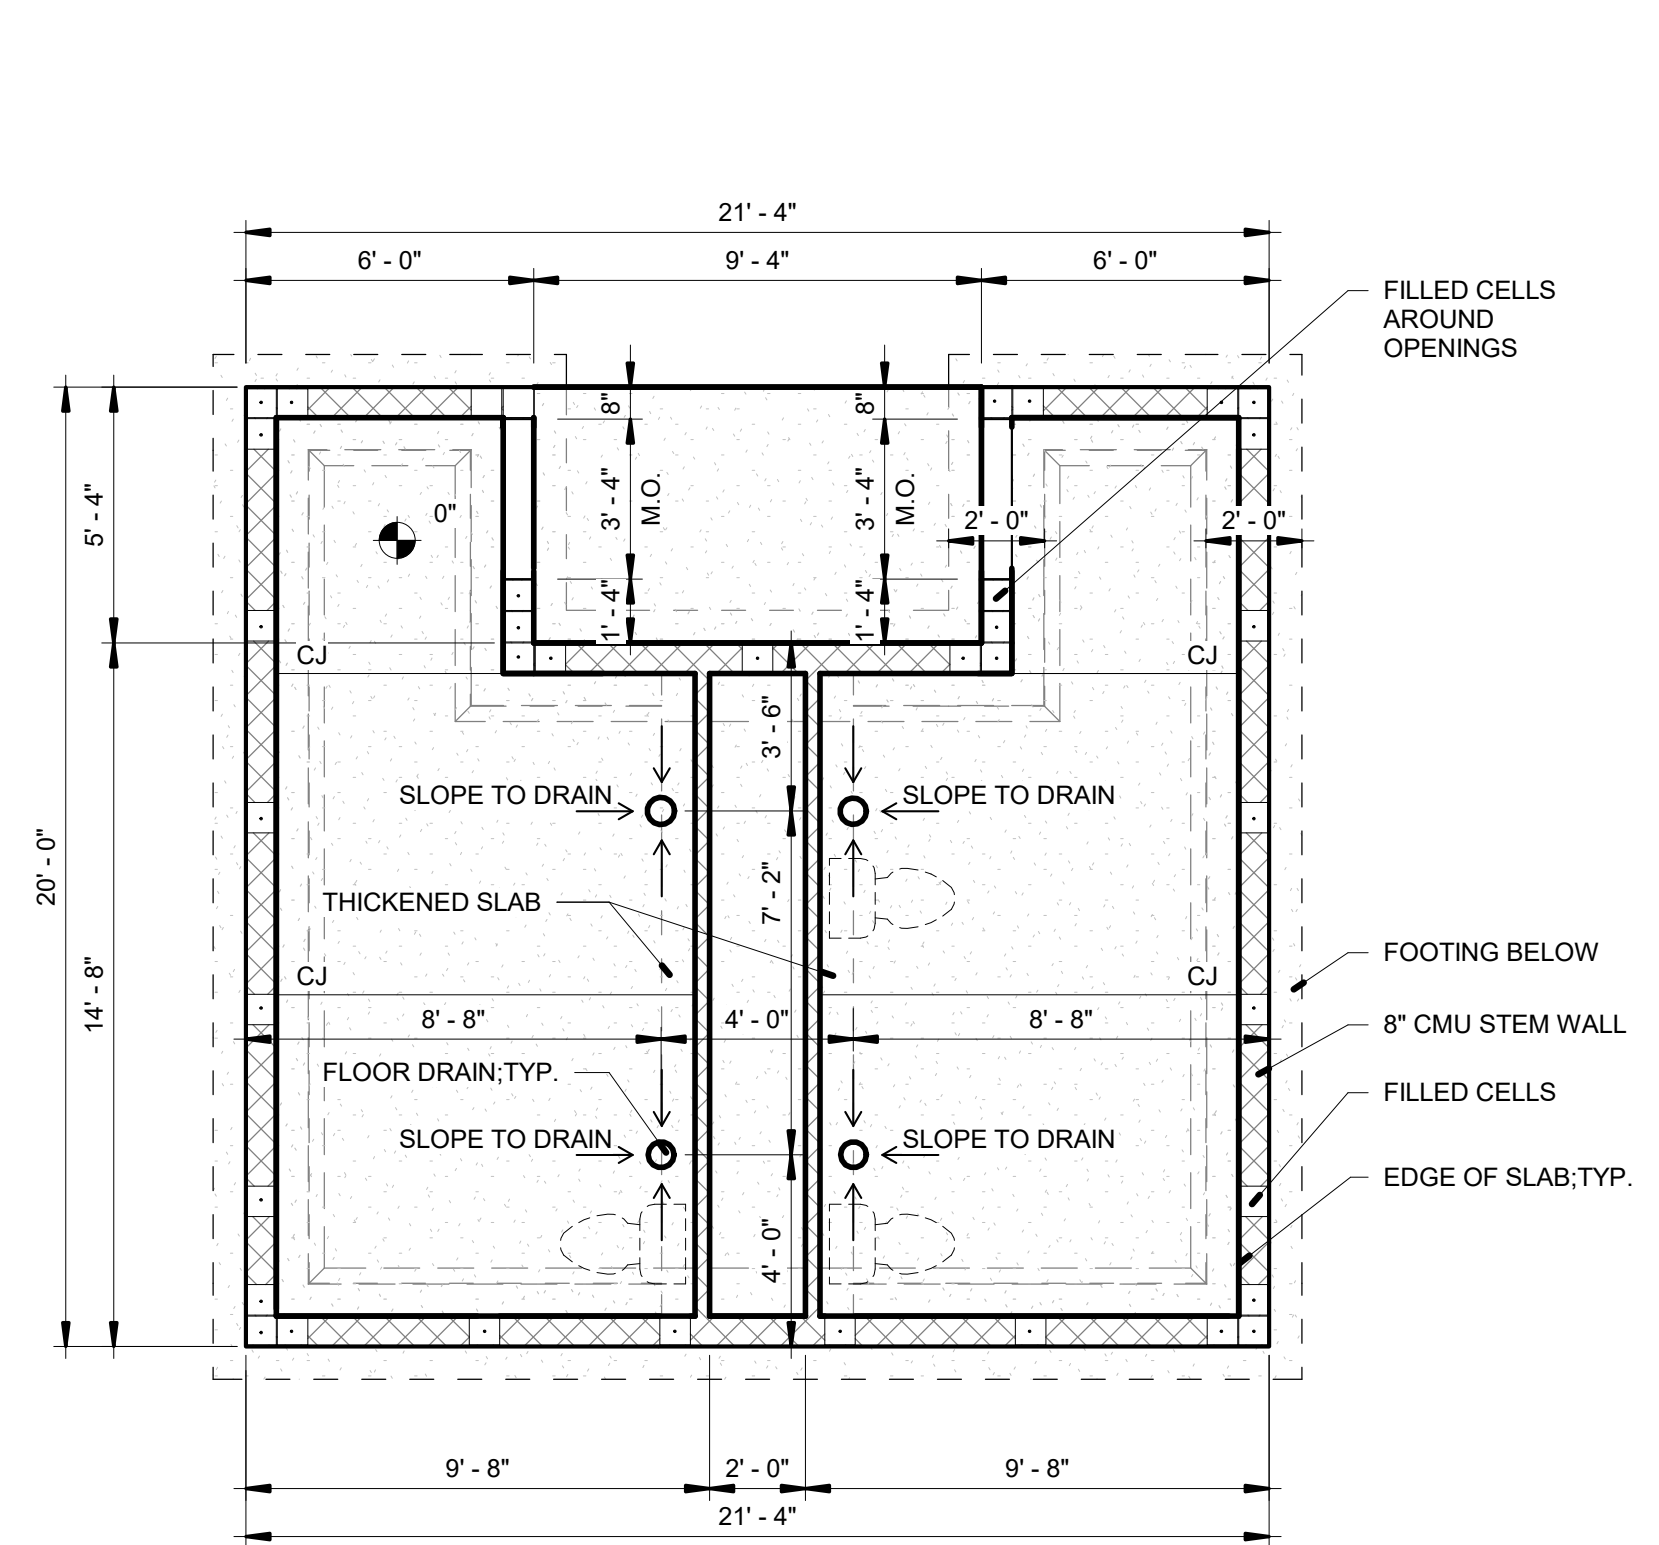 21' - 4"
6' - 0"
9' - 4"
6' - 0"
FILLED CELLS
AROUND
OPENINGS
8"
8"
5' - 4"
3' - 4"
M.O.
3' - 4"
M.O.
0"
2' - 0"
2' - 0"
1' - 4"
1' - 4"
CJ
CJ
3' - 6"
SLOPE TO DRAIN
SLOPE TO DRAIN
20' - 0"
THICKENED SLAB
7' - 2"
FOOTING BELOW
14' - 8"
CJ
CJ
8' - 8"
4' - 0"
8' - 8"
8" CMU STEM WALL
FLOOR DRAIN;TYP.
FILLED CELLS
SLOPE TO DRAIN
SLOPE TO DRAIN
EDGE OF SLAB;TYP.
4' - 0"
9' - 8"
2' - 0"
9' - 8"
21' - 4"